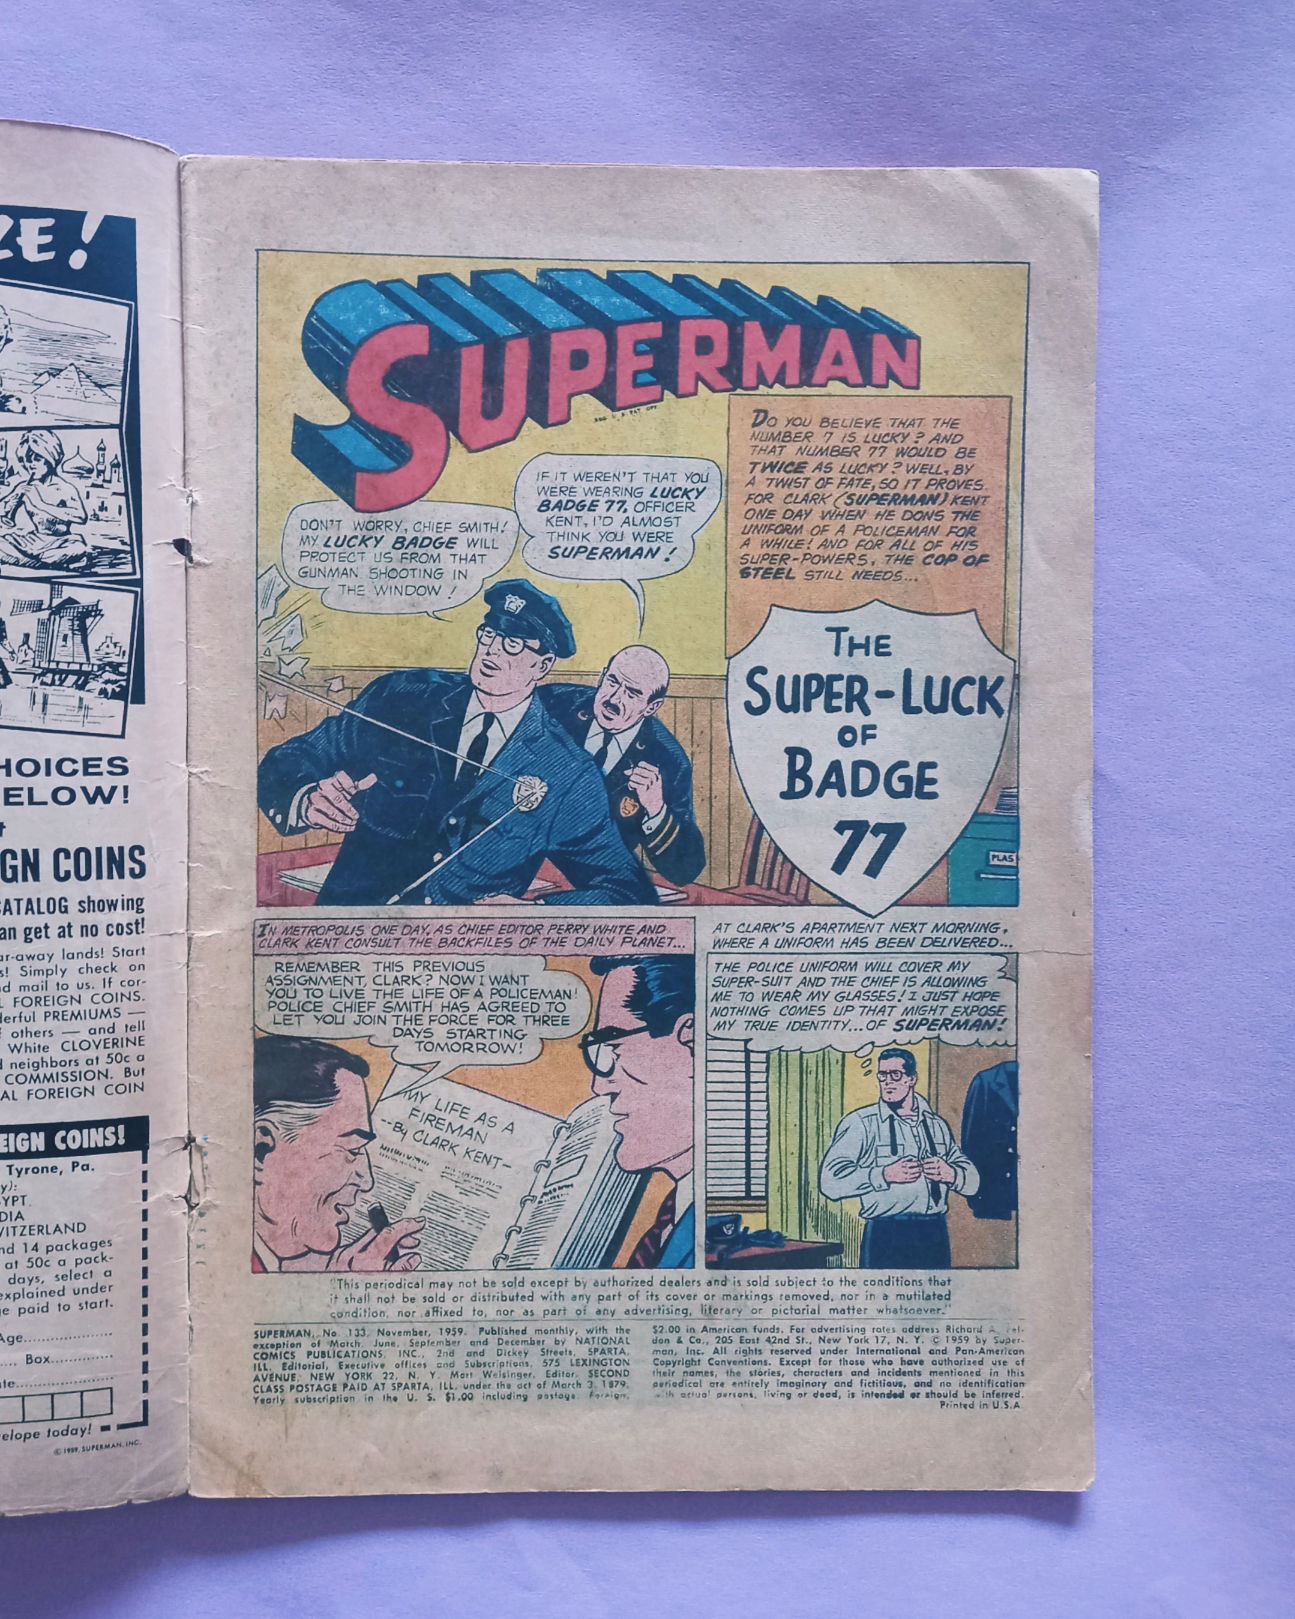 ZE!
HOICES
ELOW!
GN COINS
CATALOG showing
an get at no cost!
ar-away lands! Start
s! Simply check on
d mail to us. If cor-
L FOREIGN COINS.
derful PREMIUMS —
f others — and tell
White CLOVERINE
d neighbors at 50c a
COMMISSION. But
AL FOREIGN COIN
EIGN COINS!
Tyrone, Pa.
y):
GYPT
DIA
WITZERLAND
nd 14 packages
at 50c a pack-
days, select a
explained under
ge paid to start.
Age
Box
ate
elope today!
© 1959, SUPERMAN, INC.
SUPERMAN
REG. U. S. PAT. OFF.
DO YOU BELIEVE THAT THE
NUMBER 7 IS LUCKY? AND
THAT NUMBER 77 WOULD BE
TWICE AS LUCKY? WELL, BY
A TWIST OF FATE, SO IT PROVES
FOR CLARK (SUPERMAN) KENT
ONE DAY WHEN HE DONS THE
UNIFORM OF A POLICEMAN FOR
A WHILE! AND FOR ALL OF HIS
SUPER-POWERS, THE COP OF
STEEL STILL NEEDS...
DON'T WORRY, CHIEF SMITH!
MY LUCKY BADGE WILL
PROTECT US FROM THAT
GUNMAN SHOOTING IN
THE WINDOW!
IF IT WEREN'T THAT YOU
WERE WEARING LUCKY
BADGE 77, OFFICER
KENT, I'D ALMOST
THINK YOU WERE
SUPERMAN!
THE
SUPER-LUCK
OF
BADGE
77
PLAS
IN METROPOLIS ONE DAY, AS CHIEF EDITOR PERRY WHITE AND
CLARK KENT CONSULT THE BACKFILES OF THE DAILY PLANET...
REMEMBER THIS PREVIOUS
ASSIGNMENT, CLARK? NOW I WANT
YOU TO LIVE THE LIFE OF A POLICEMAN!
POLICE CHIEF SMITH HAS AGREED TO
LET YOU JOIN THE FORCE FOR THREE
DAYS STARTING
TOMORROW!
MY LIFE AS A
FIREMAN
--BY CLARK KENT--
AT CLARK'S APARTMENT NEXT MORNING,
WHERE A UNIFORM HAS BEEN DELIVERED...
THE POLICE UNIFORM WILL COVER MY
SUPER-SUIT AND THE CHIEF IS ALLOWING
ME TO WEAR MY GLASSES! I JUST HOPE
NOTHING COMES UP THAT MIGHT EXPOSE
MY TRUE IDENTITY... OF SUPERMAN!
"This periodical may not be sold except by authorized dealers and is sold subject to the conditions that
it shall not be sold or distributed with any part of its cover or markings removed, nor in a mutilated
condition, nor affixed to, nor as part of any advertising, literary or pictorial matter whatsoever."
SUPERMAN, No. 133, November, 1959. Published monthly, with the
exception of March, June, September and December by NATIONAL
COMICS PUBLICATIONS, INC., 2nd and Dickey Streets, SPARTA,
ILL. Editorial, Executive offices and Subscriptions, 575 LEXINGTON
AVENUE, NEW YORK 22, N. Y. Mort Weisinger, Editor. SECOND
CLASS POSTAGE PAID AT SPARTA, ILL. under the act of March 3, 1879.
Yearly subscription in the U. S. $1.00 including postage. Foreign,
$2.00 in American funds. For advertising rates address Richard A. Fel-
don & Co., 205 East 42nd St., New York 17, N. Y. © 1959 by Super-
man, Inc. All rights reserved under International and Pan-American
Copyright Conventions. Except for those who have authorized use of
their names, the stories, characters and incidents mentioned in this
periodical are entirely imaginary and fictitious, and no identification
with actual persons, living or dead, is intended or should be inferred.
Printed in U.S.A.